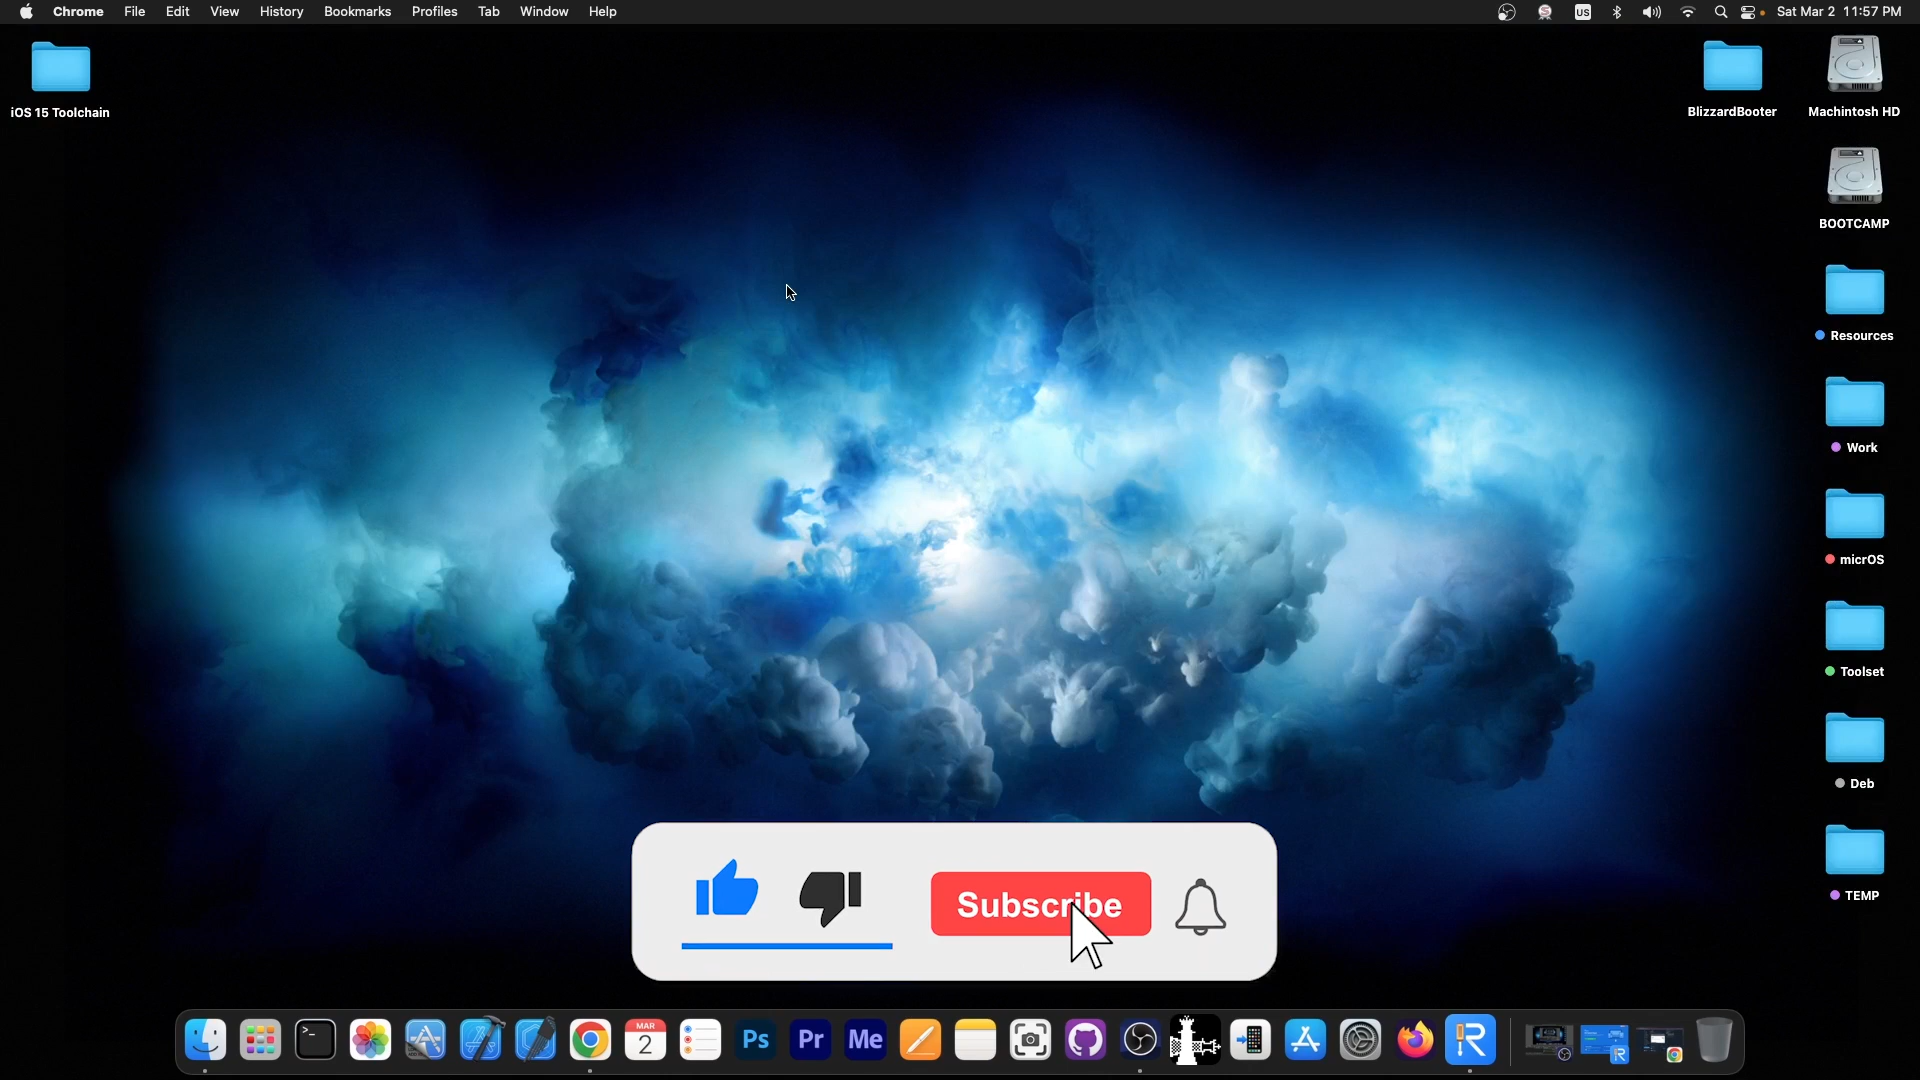 Chrome File Edit View History Bookmarks Profiles Tab Window Help
US Sat Mar 2 11:57 PM
iOS 15 Toolchain
BlizzardBooter
Machintosh HD
BOOTCAMP
Resources
Work
micrOS
Toolset
Deb
TEMP
Subscribe
>_
MAR
2
Ps
Pr
Me
R